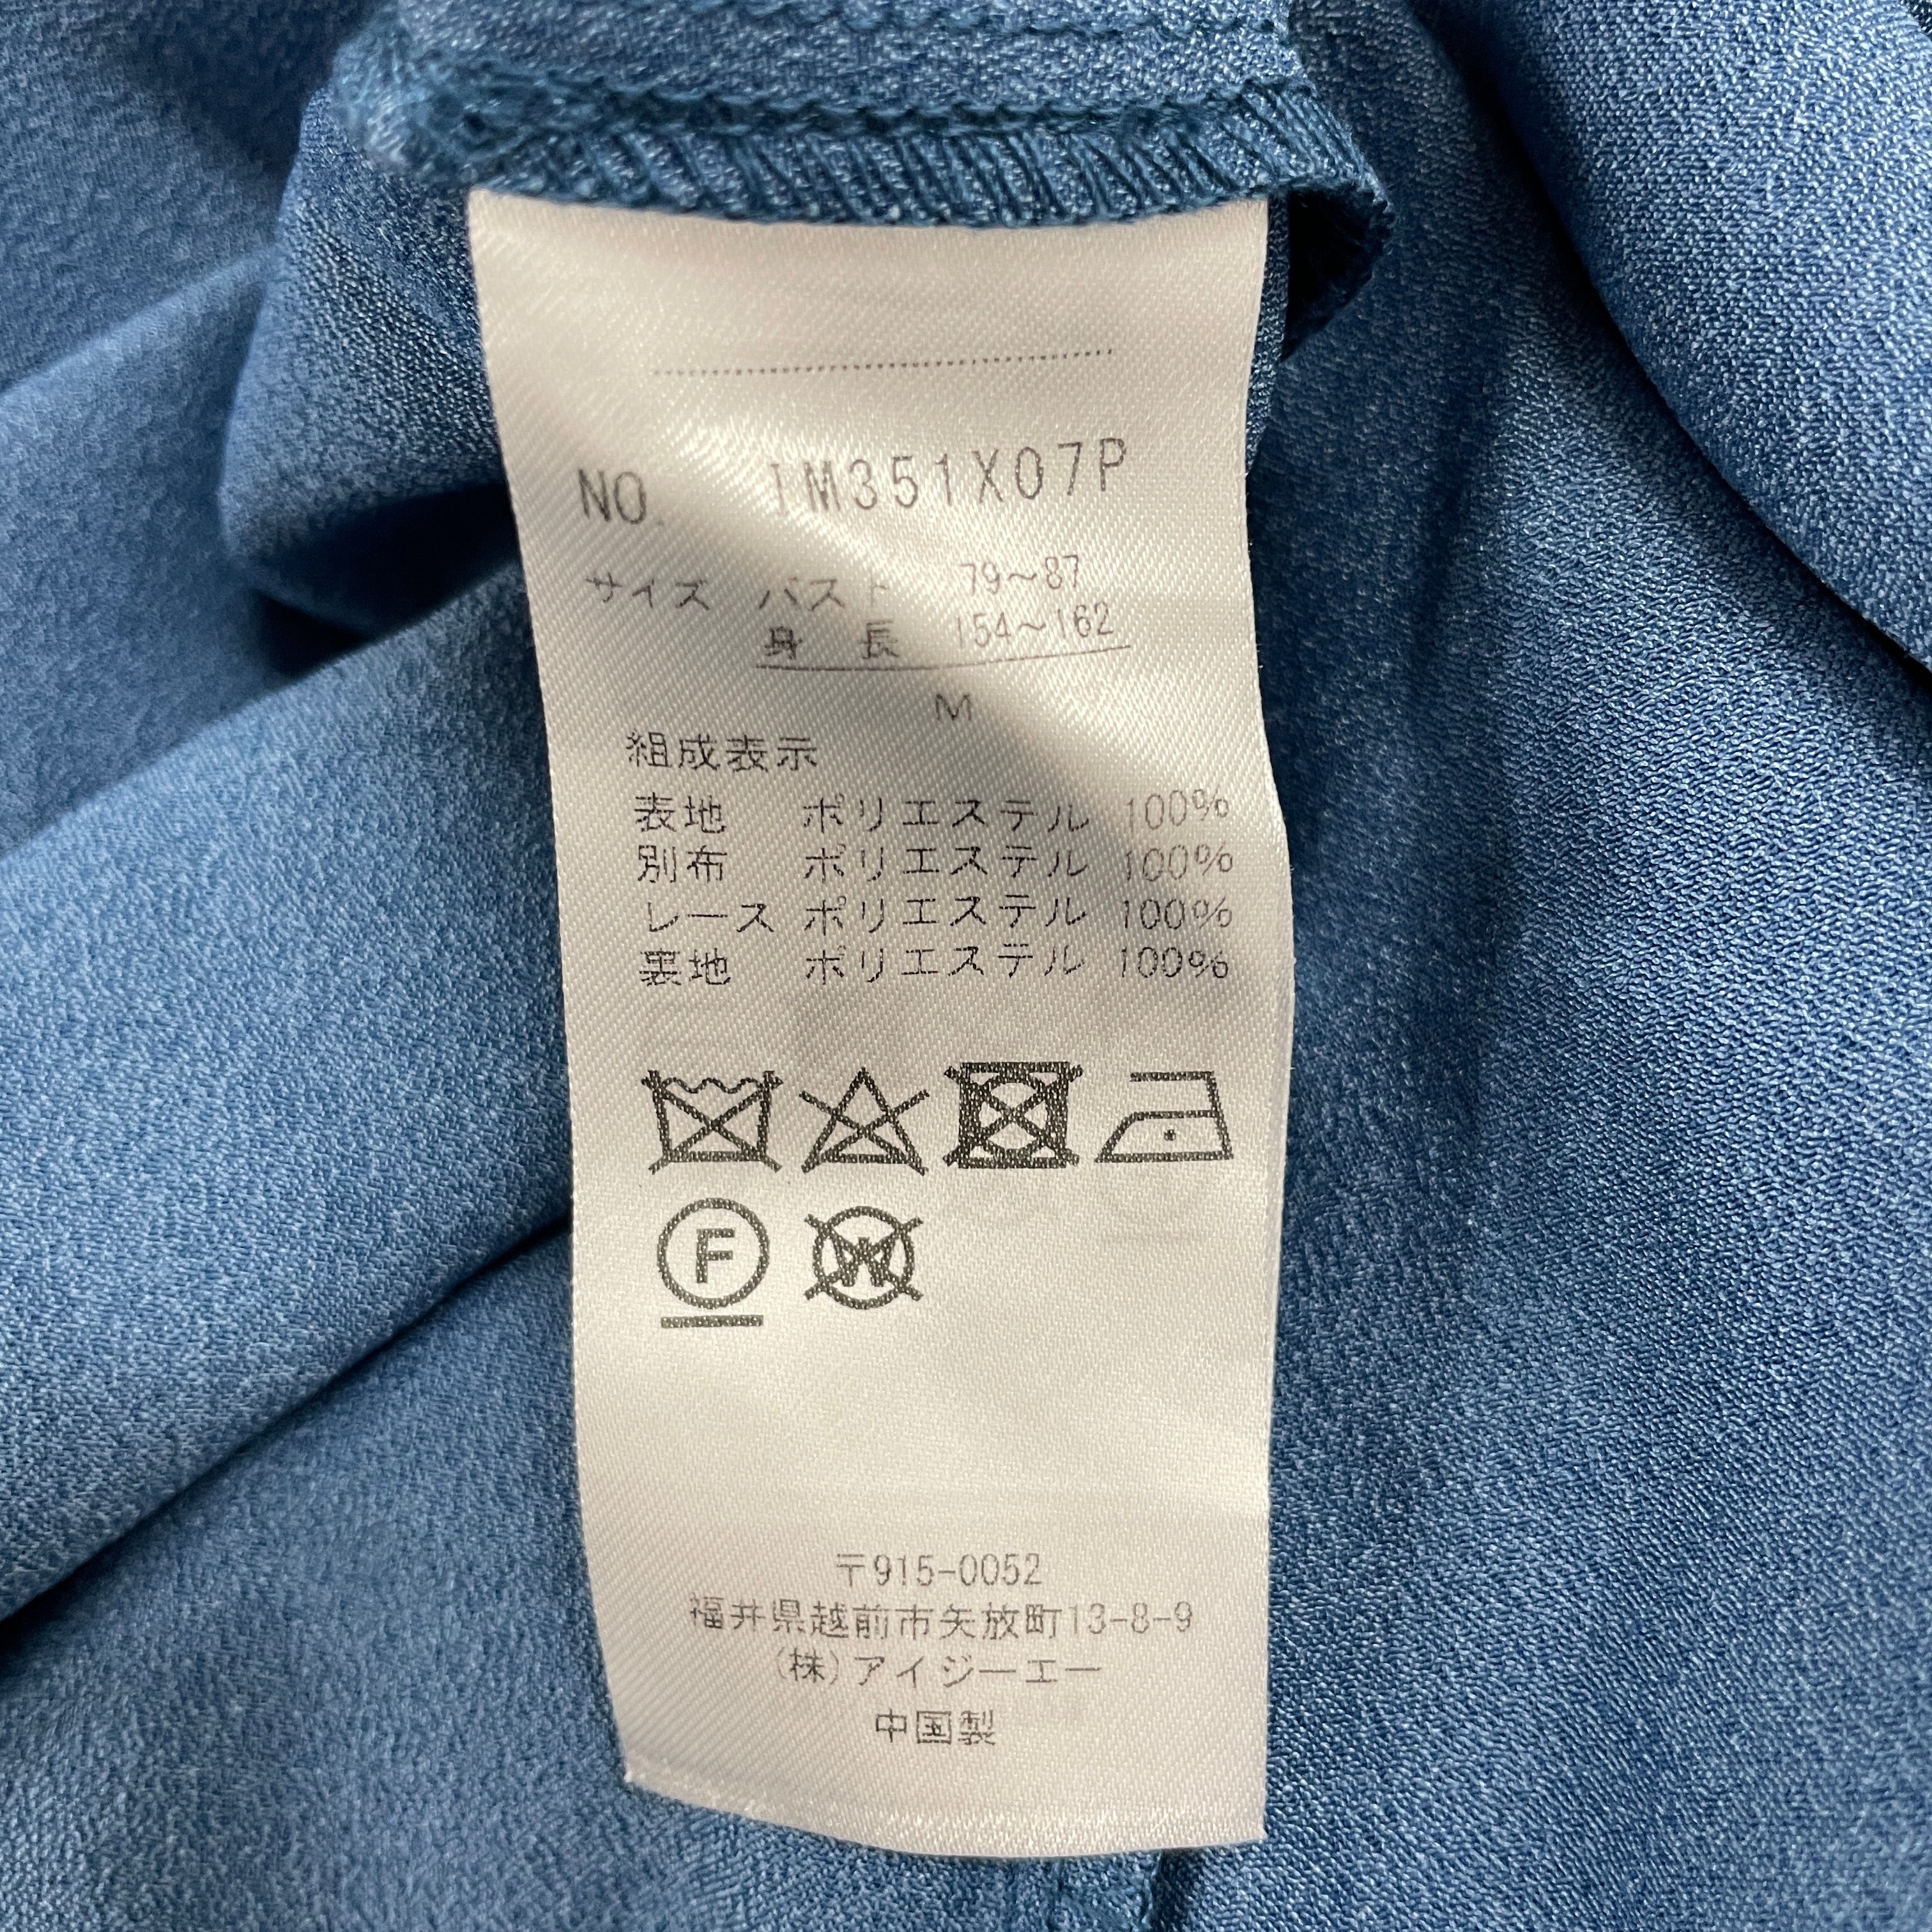 NO. IM351X07P
サイズ バスト 79～87
身 長 154～162
M
組成表示
表地 ポリエステル 100%
別布 ポリエステル 100%
レース ポリエステル 100%
裏地 ポリエステル 100%
F W
〒915-0052
福井県越前市矢放町13-8-9
(株)アイジーエー
中国製